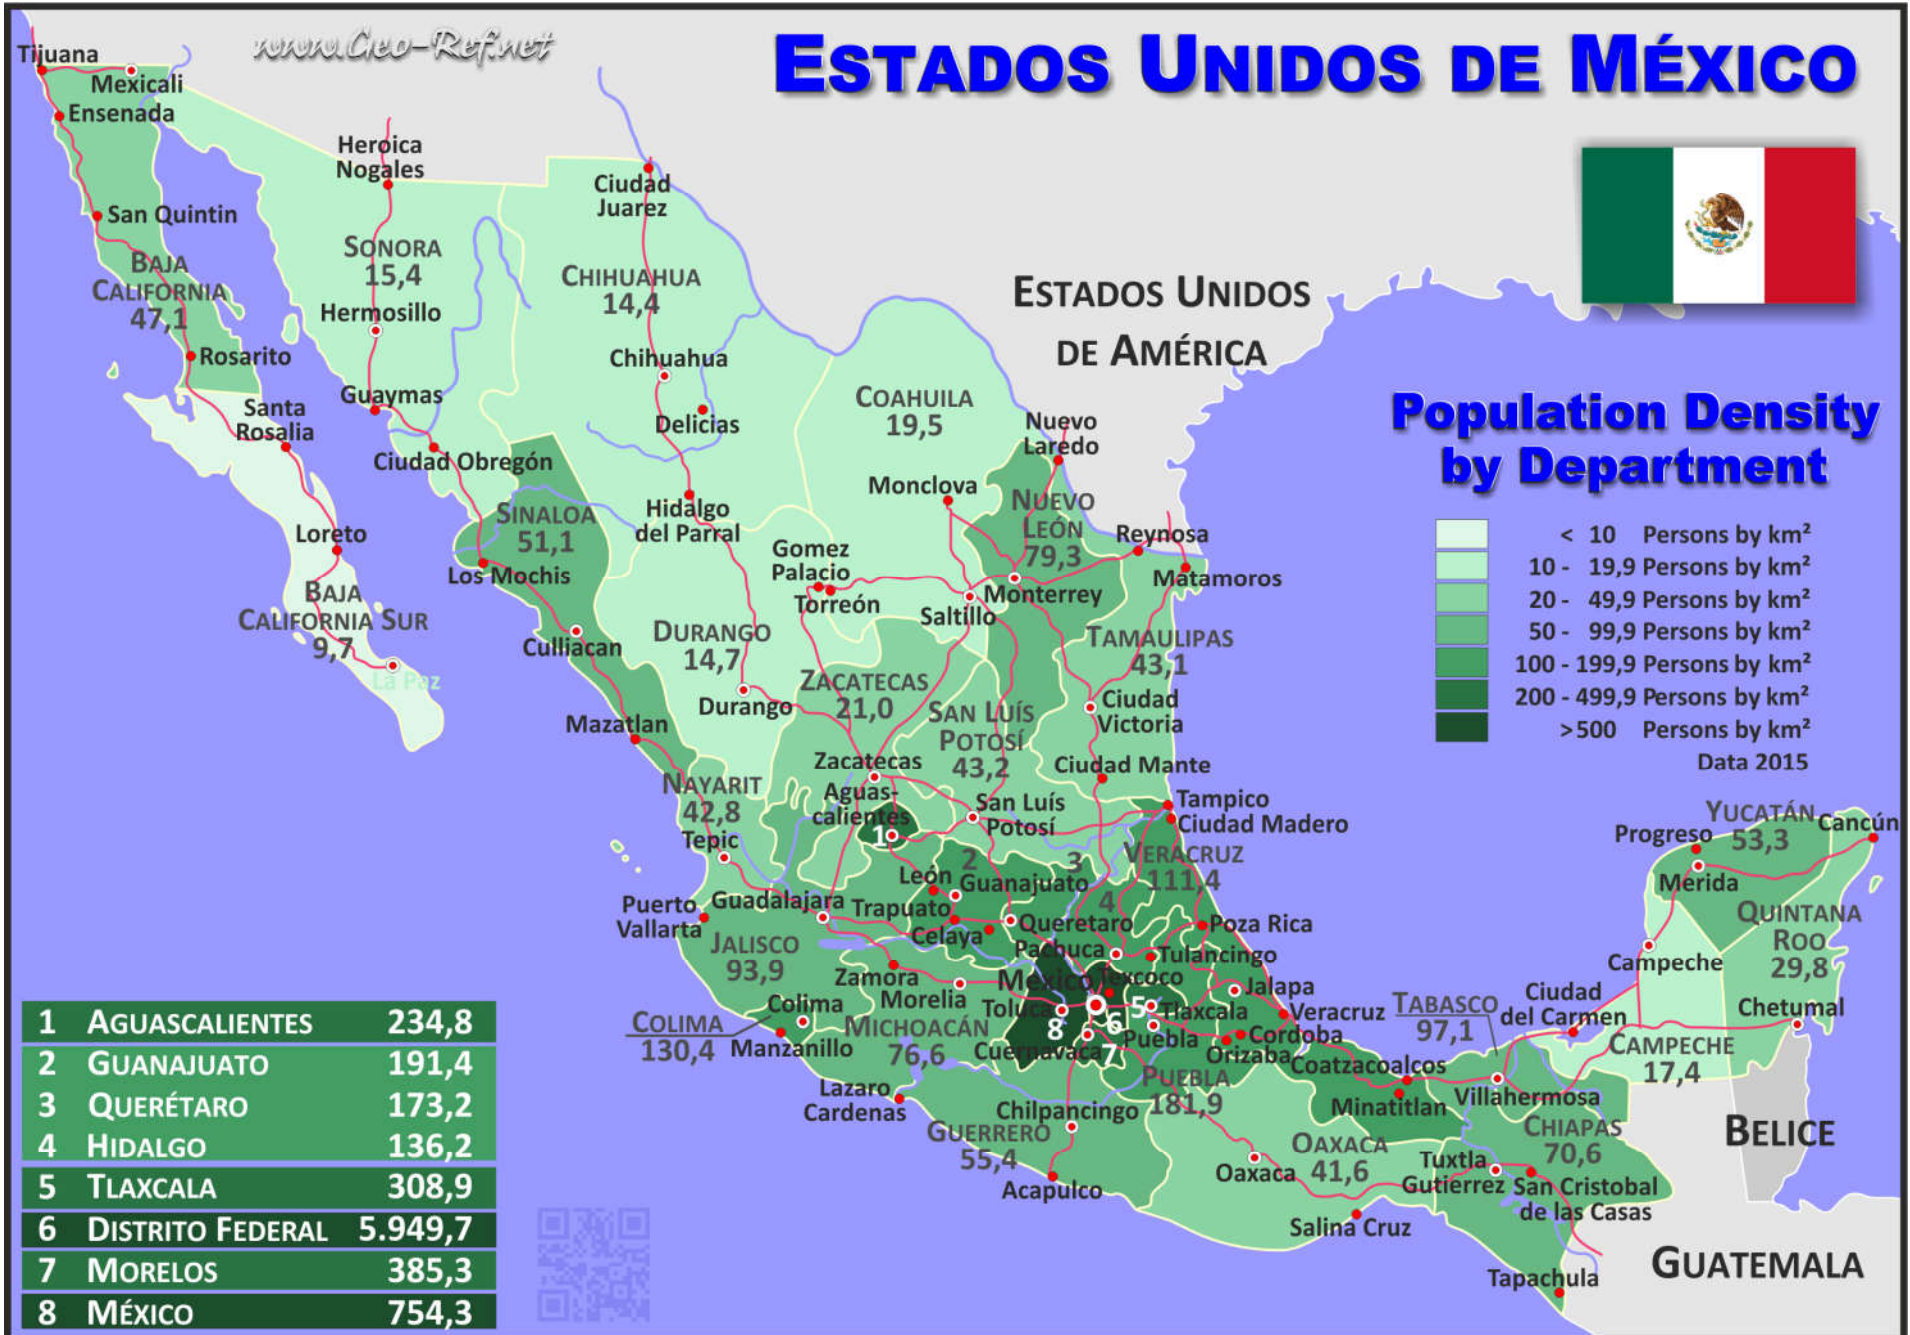 www.Geo-Ref.net
ESTADOS UNIDOS DE MÉXICO
Tijuana
Mexicali
Ensenada
San Quintin
BAJA
CALIFORNIA
47,1
Rosarito
Heroica
Nogales
SONORA
15,4
Hermosillo
Guaymas
Ciudad Obregón
Ciudad
Juarez
CHIHUAHUA
14,4
Chihuahua
Delicias
Hidalgo
del Parral
ESTADOS UNIDOS
DE AMÉRICA
Santa
Rosalia
Loreto
BAJA
CALIFORNIA SUR
9,7
La Paz
SINALOA
51,1
Los Mochis
Culliacan
Mazatlan
COAHUILA
19,5
Monclova
Gomez
Palacio
Torreón
Saltillo
Nuevo
Laredo
NUEVO
LEÓN
79,3
Monterrey
Reynosa
Matamoros
TAMAULIPAS
43,1
Ciudad
Victoria
Ciudad Mante
DURANGO
14,7
Durango
ZACATECAS
21,0
Zacatecas
SAN LUÍS
POTOSÍ
43,2
San Luís
Potosí
Aguas-
calientes
1
NAYARIT
42,8
Tepic
Tampico
Ciudad Madero
VERACRUZ
111,4
2
3
4
León
Guanajuato
Trapuato
Celaya
Queretaro
Pachuca
Poza Rica
Tulancingo
Puerto
Vallarta
Guadalajara
JALISCO
93,9
Zamora
Morelia
Mexico
Texcoco
Toluca
8
6
5
7
Tlaxcala
Jalapa
Veracruz
Cordoba
Orizaba
Puebla
Cuernavaca
PUEBLA
181,9
Colima
COLIMA
130,4
Manzanillo
MICHOACÁN
76,6
Lazaro
Cardenas
Chilpancingo
GUERRERO
55,4
Acapulco
OAXACA
41,6
Oaxaca
Salina Cruz
Coatzacoalcos
Minatitlan
TABASCO
97,1
Villahermosa
Ciudad
del Carmen
CHIAPAS
70,6
Tuxtla
Gutierrez
San Cristobal
de las Casas
Tapachula
YUCATÁN
53,3
Progreso
Merida
Cancún
QUINTANA
ROO
29,8
Chetumal
Campeche
CAMPECHE
17,4
BELICE
GUATEMALA
Population Density
by Department
< 10 Persons by km²
10 - 19,9 Persons by km²
20 - 49,9 Persons by km²
50 - 99,9 Persons by km²
100 - 199,9 Persons by km²
200 - 499,9 Persons by km²
>500 Persons by km²
Data 2015
1 AGUASCALIENTES 234,8
2 GUANAJUATO 191,4
3 QUERÉTARO 173,2
4 HIDALGO 136,2
5 TLAXCALA 308,9
6 DISTRITO FEDERAL 5.949,7
7 MORELOS 385,3
8 MÉXICO 754,3